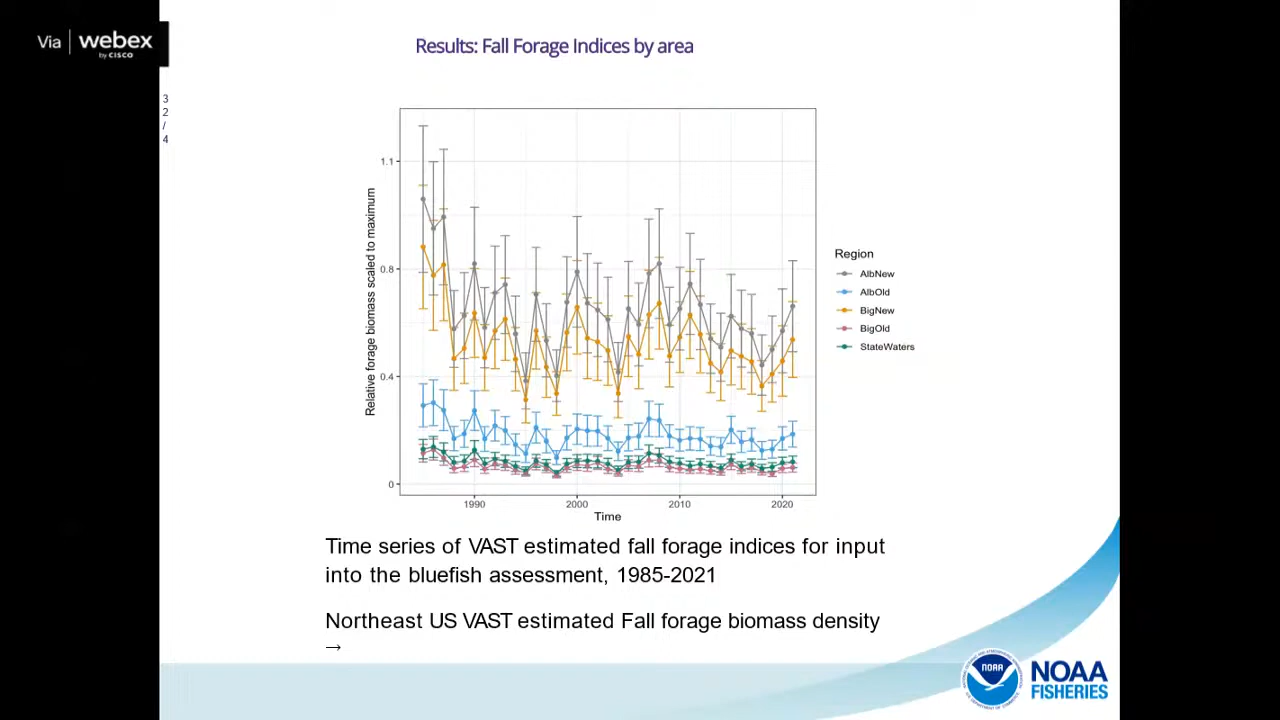 Via webex
by CISCO
Results: Fall Forage Indices by area
3
2
/
4
Relative forage biomass scaled to maximum
1.1
0.8
0.4
0
1990 2000 2010 2020
Time
Region
AlbNew
AlbOld
BigNew
BigOld
StateWaters
Time series of VAST estimated fall forage indices for input
into the bluefish assessment, 1985-2021
Northeast US VAST estimated Fall forage biomass density
→
NOAA
NOAA
FISHERIES